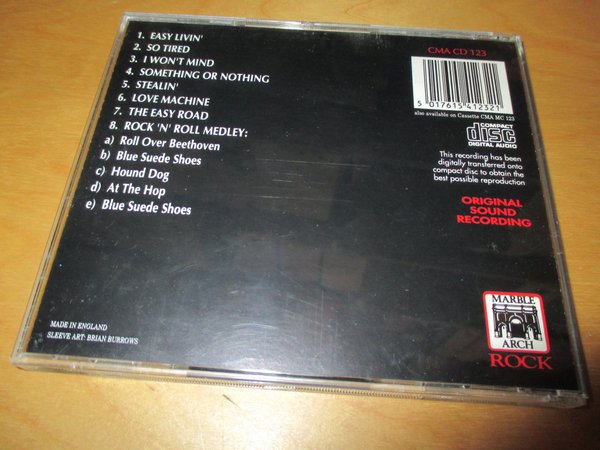 1. EASY LIVIN'
2. SO TIRED
3. I WON'T MIND
4. SOMETHING OR NOTHING
5. STEALIN'
6. LOVE MACHINE
7. THE EASY ROAD
8. ROCK 'N' ROLL MEDLEY:
a) Roll Over Beethoven
b) Blue Suede Shoes
c) Hound Dog
d) At The Hop
e) Blue Suede Shoes
MADE IN ENGLAND
SLEEVE ART: BRIAN BURROWS
CMA CD 123
5 017615 412321
also available on Cassette CMA MC 123
COMPACT
disc
DIGITAL AUDIO
This recording has been
digitally transferred onto
compact disc to obtain the
best possible reproduction
ORIGINAL
SOUND
RECORDING
MARBLE
ARCH
ROCK